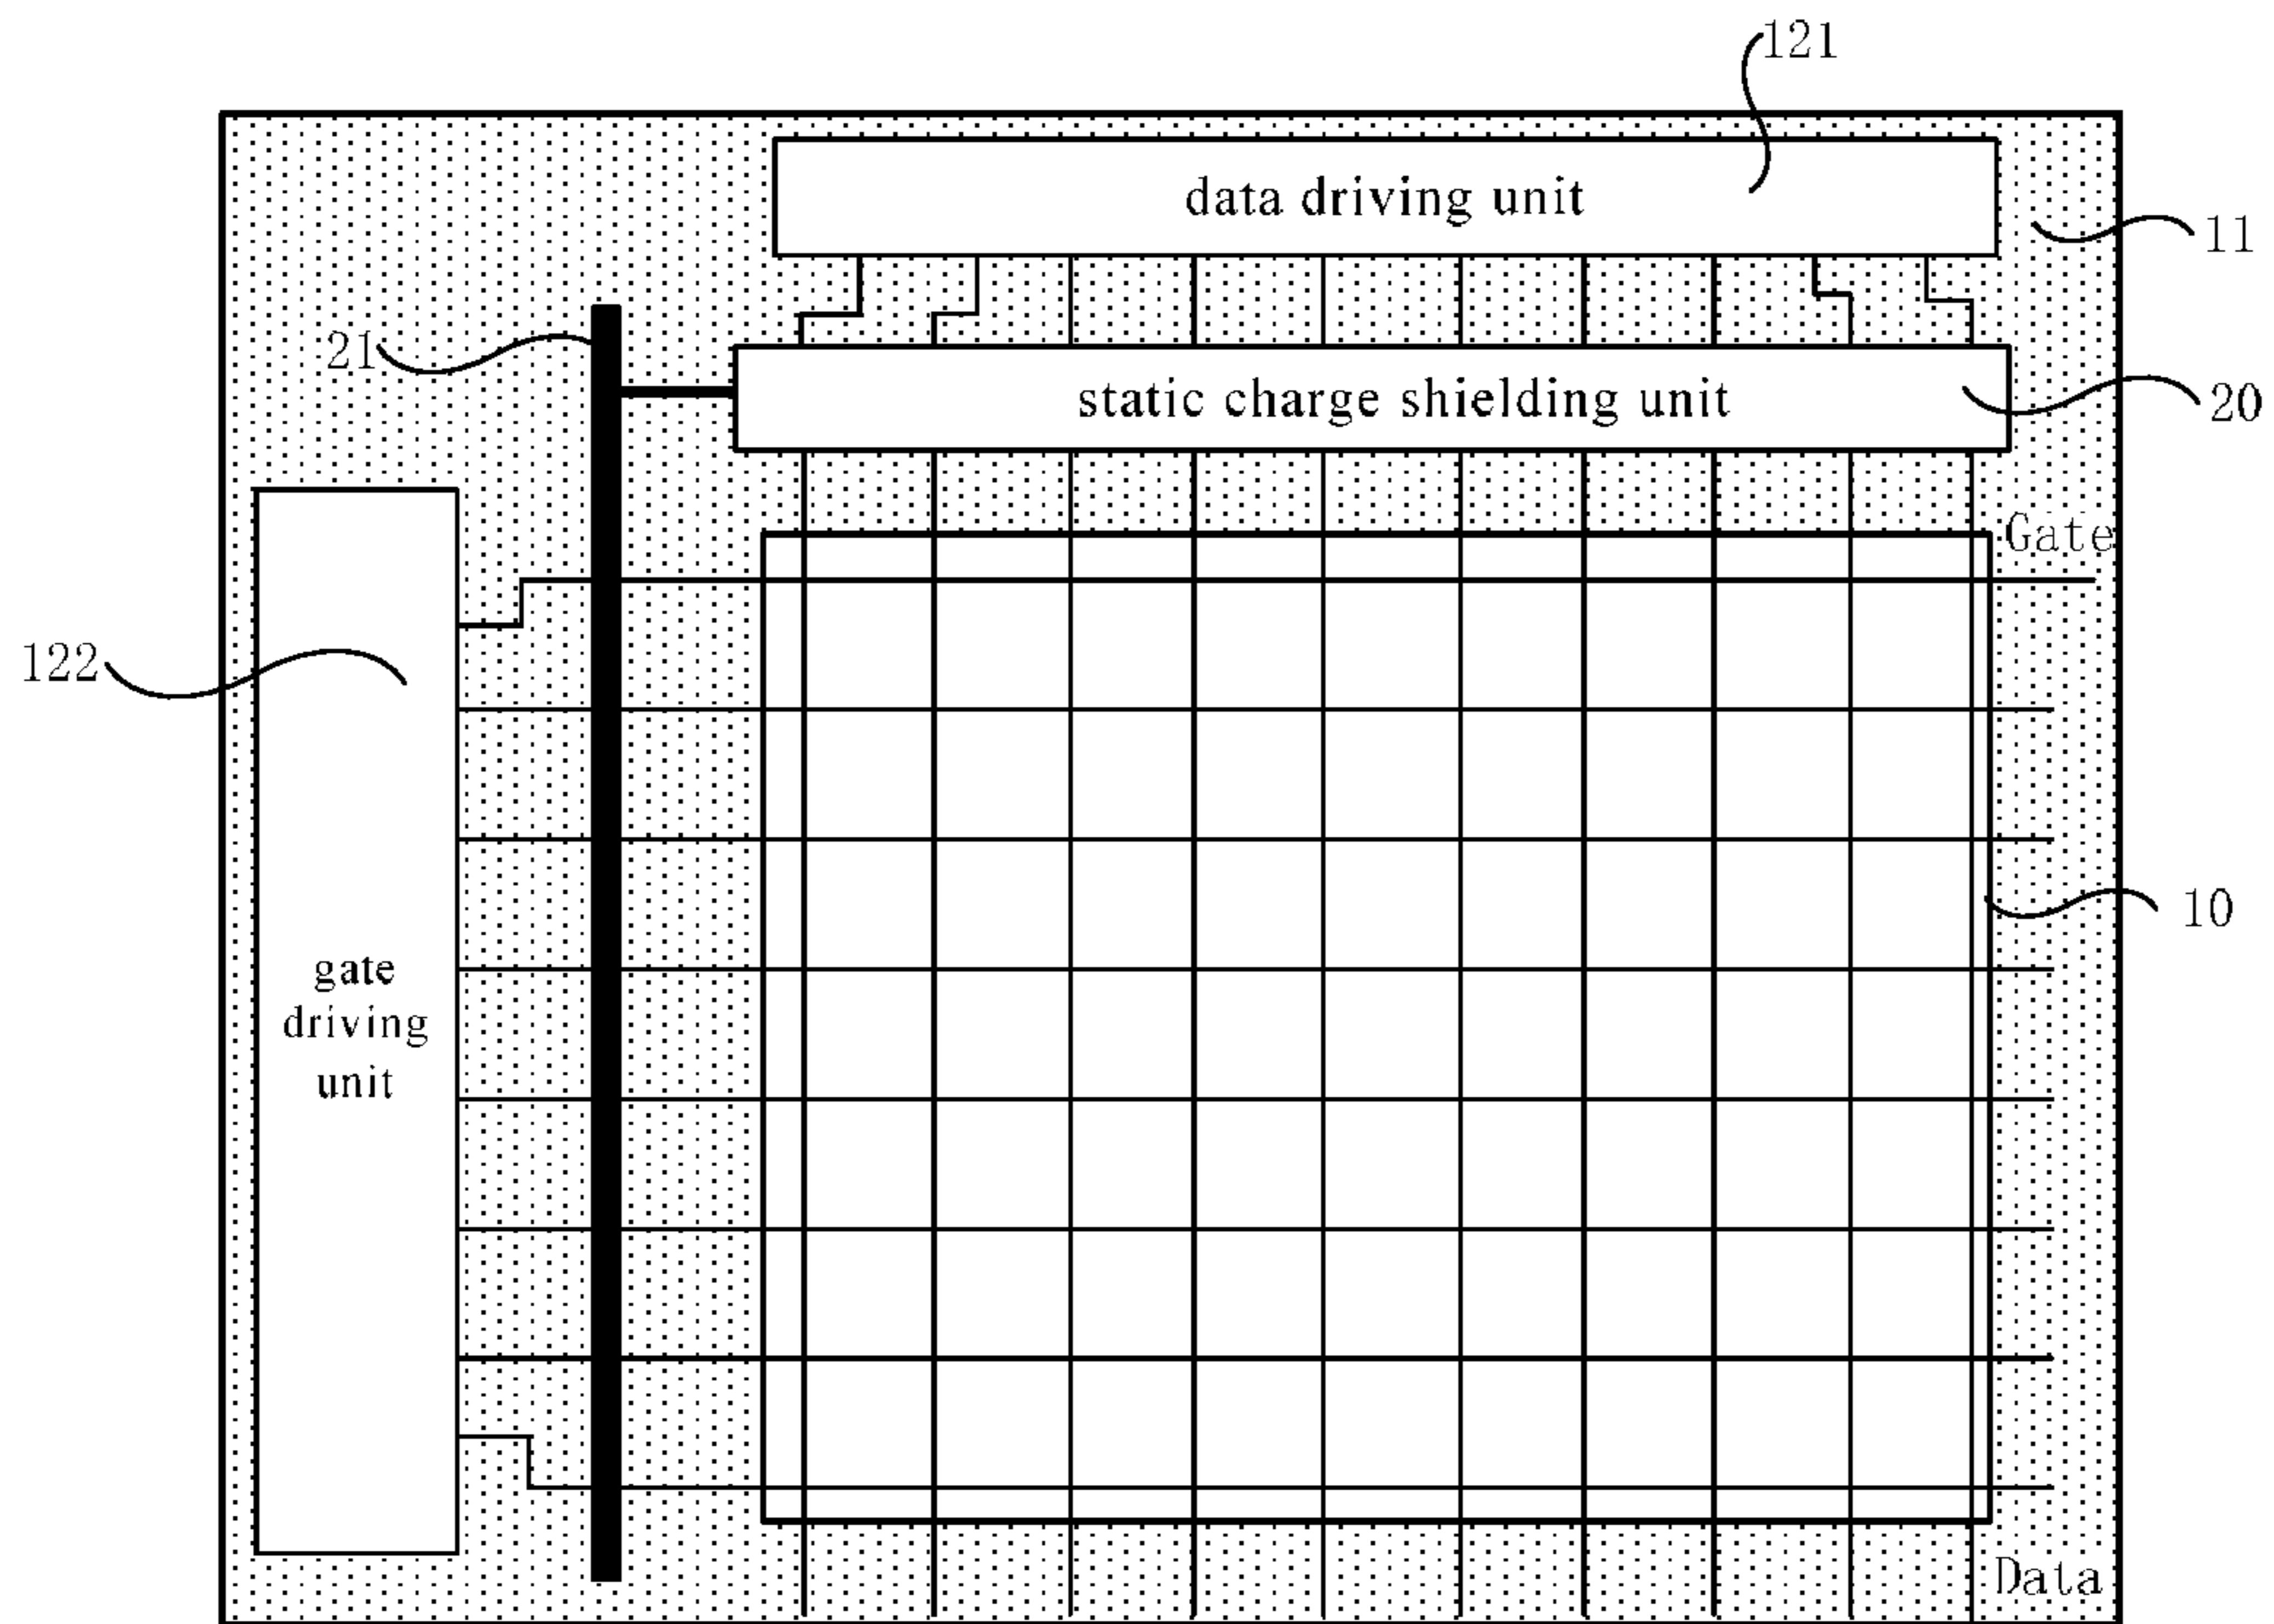 121
data driving unit
11
21
static charge shielding unit
20
Gate
122
10
gate
driving
unit
Data